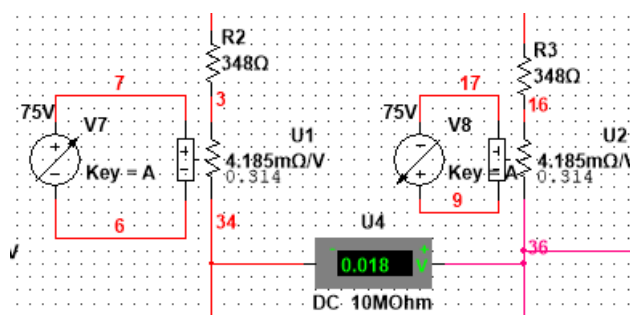 R2
348Ω
R3
348Ω
7
3
17
16
75V
V7
U1
75V
V8
U2
Key = A
4.185mΩ/V
0.314
Key = A
4.185mΩ/V
0.314
6
34
9
U4
36
0.018
V
DC 10MOhm